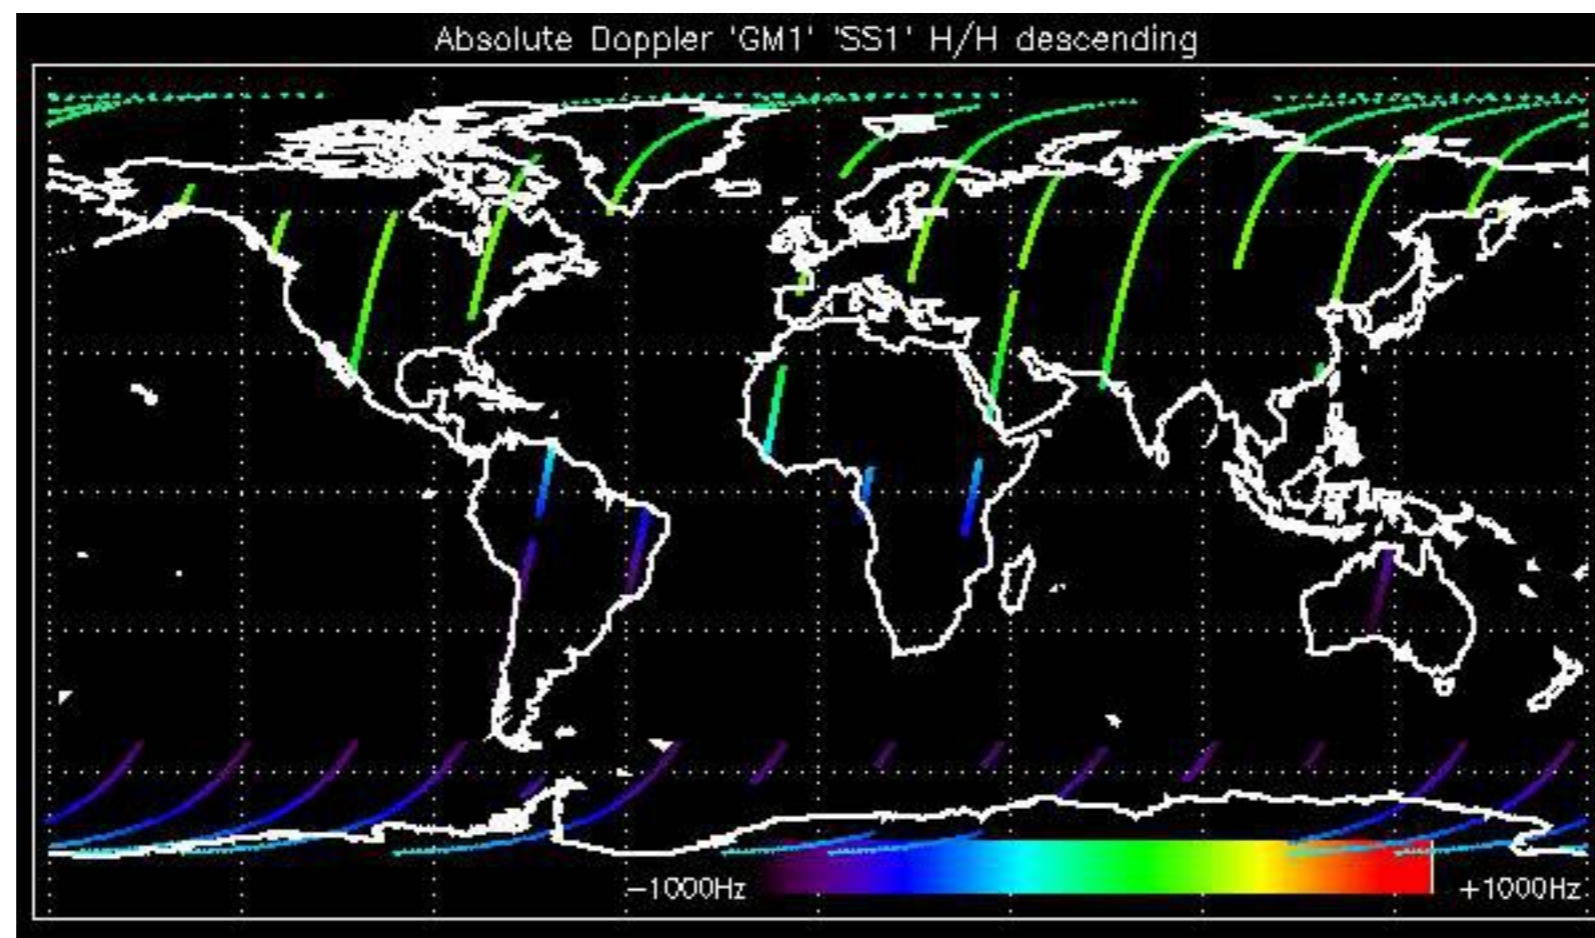 Absolute Doppler 'GM1' 'SS1' H/H descending
−1000Hz
+1000Hz